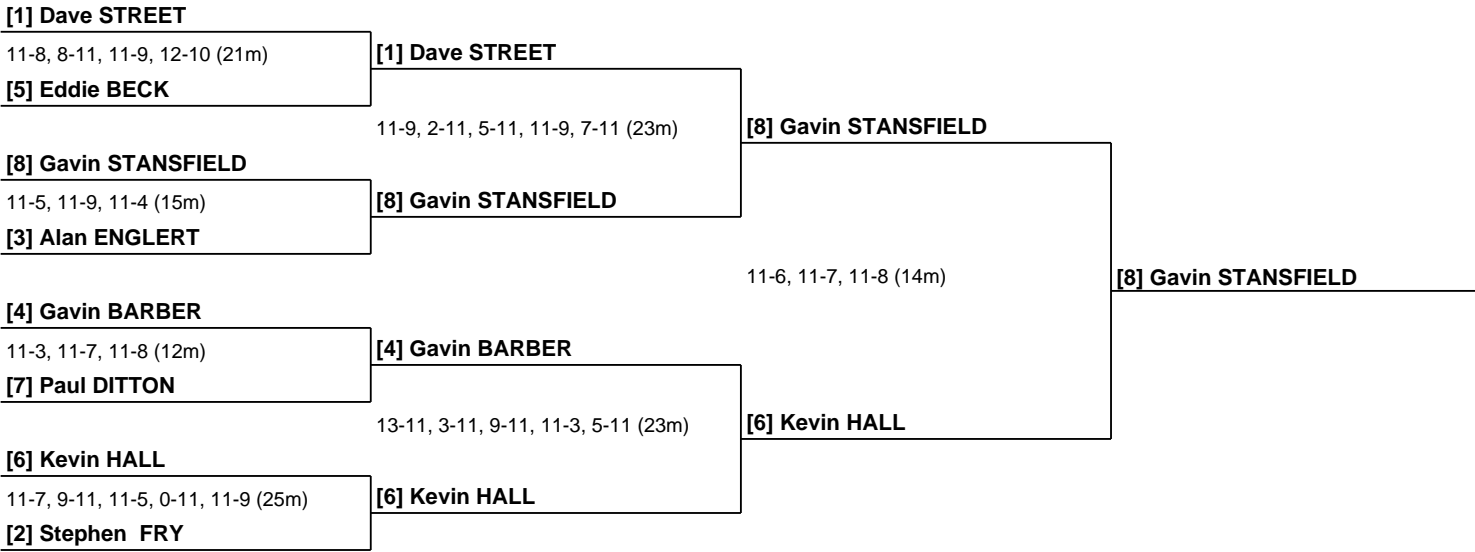 [1] Dave STREET
11-8, 8-11, 11-9, 12-10 (21m)
[5] Eddie BECK
[8] Gavin STANSFIELD
11-5, 11-9, 11-4 (15m)
[3] Alan ENGLERT
[4] Gavin BARBER
11-3, 11-7, 11-8 (12m)
[7] Paul DITTON
[6] Kevin HALL
11-7, 9-11, 11-5, 0-11, 11-9 (25m)
[2] Stephen  FRY
[1] Dave STREET
11-9, 2-11, 5-11, 11-9, 7-11 (23m)
[8] Gavin STANSFIELD
[4] Gavin BARBER
13-11, 3-11, 9-11, 11-3, 5-11 (23m)
[6] Kevin HALL
[8] Gavin STANSFIELD
11-6, 11-7, 11-8 (14m)
[6] Kevin HALL
[8] Gavin STANSFIELD